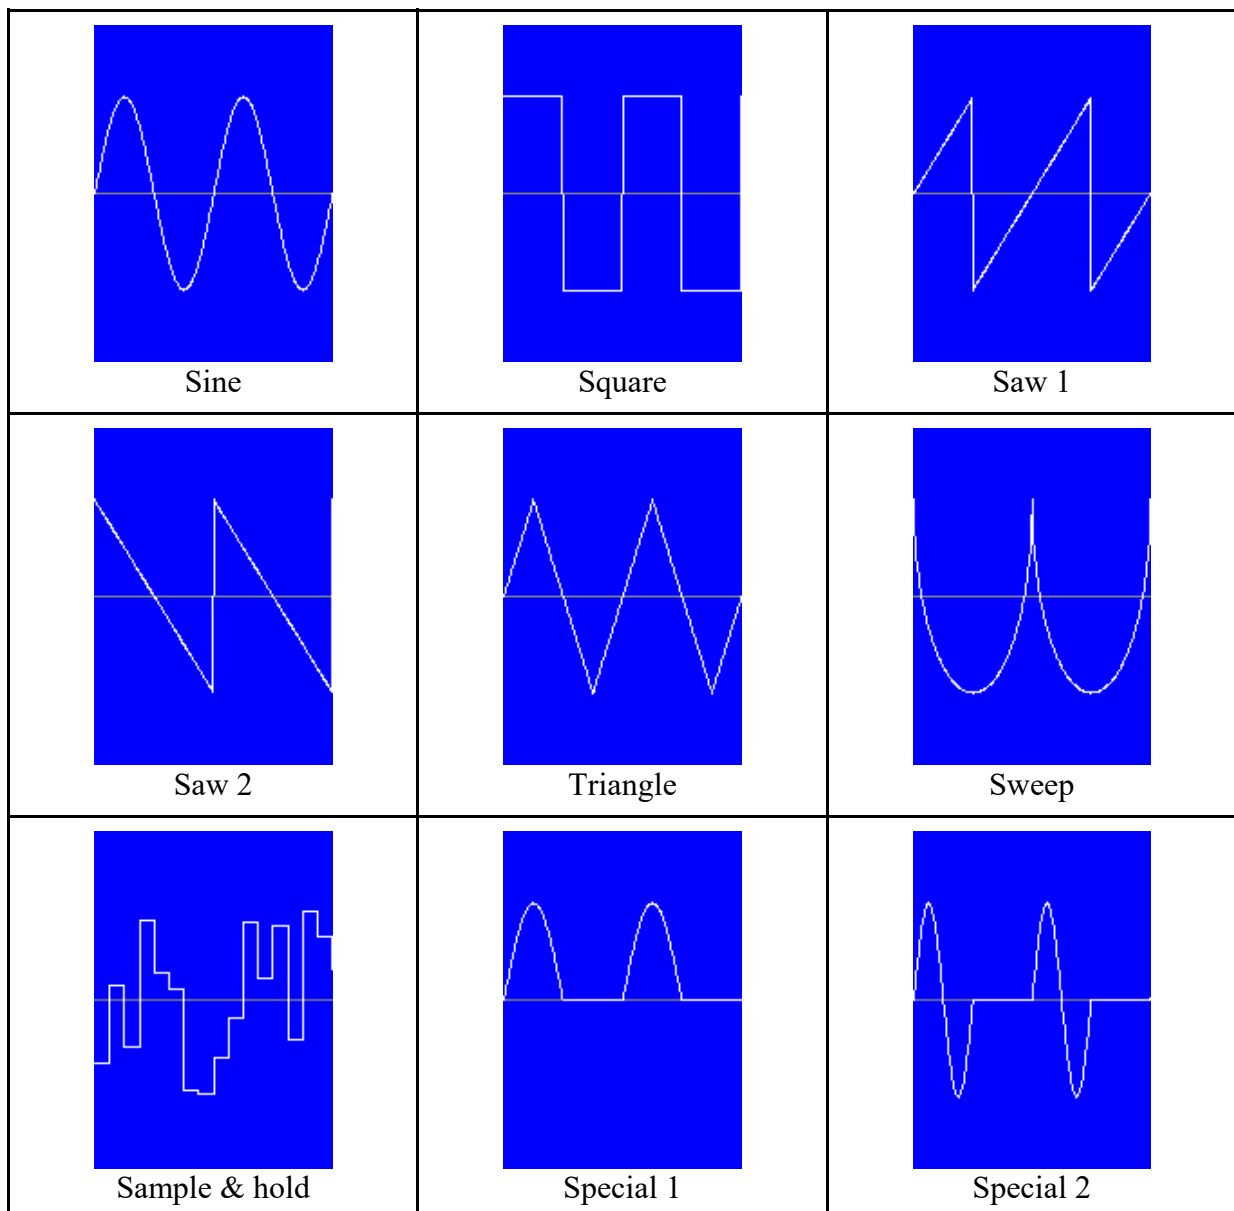 Sine
Square
Saw 1
Saw 2
Triangle
Sweep
Sample & hold
Special 1
Special 2